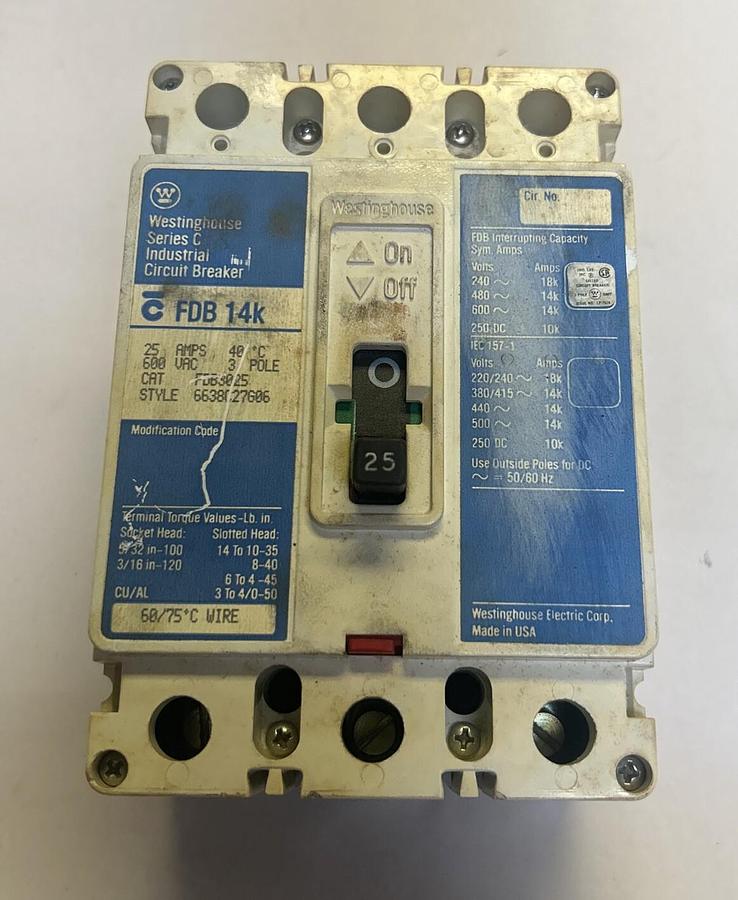 W
Westinghouse
Series C
Industrial
Circuit Breaker
C FDB 14k
25 AMPS 40 °C
600 VAC 3 POLE
CAT FDB3025
STYLE 6638C27G06
Modification Code
Terminal Torque Values-Lb. in.
Socket Head: Slotted Head:
5/32 in-100 14 To 10-35
3/16 in-120 8-40
6 To 4-45
CU/AL 3 To 4/0-50
60/75°C WIRE
Westinghouse
△ On
▽ Off
O
25
Cir. No.
FDB Interrupting Capacity
Sym. Amps
Volts Amps
240 ~ 18k
480 ~ 14k
600 ~ 14k
250 DC 10k
LISTED
CIRCUIT BREAKER
IEC 157-1
Volts Amps
220/240 ~ 18k
380/415 ~ 14k
440 ~ 14k
500 ~ 14k
250 DC 10k
Use Outside Poles for DC
~ = 50/60 Hz
Westinghouse Electric Corp.
Made in USA